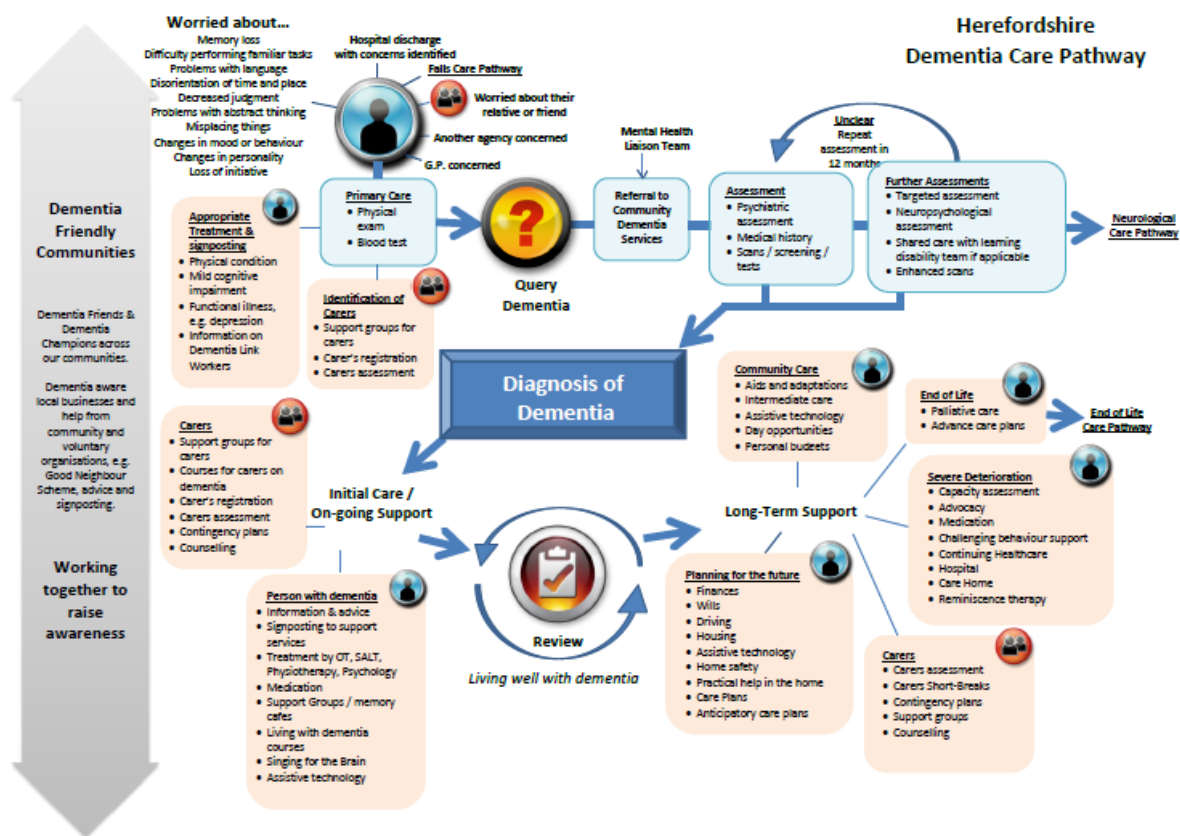 Herefordshire
Dementia Care Pathway
Worried about…
Memory loss
Difficulty performing familiar tasks
Problems with language
Disorientation of time and place
Decreased judgment
Problems with abstract thinking
Misplacing things
Changes in mood or behaviour
Changes in personality
Loss of initiative
Hospital discharge
with concerns identified
Falls Care Pathway
Worried about their
relative or friend
Another agency concerned
G.P. concerned
Dementia
Friendly
Communities
Dementia Friends &
Dementia
Champions across
our communities.
Dementia aware
local businesses and
help from
community and
voluntary
organisations, e.g.
Good Neighbour
Scheme, advice and
signposting.
Working
together to
raise
awareness
Primary Care
• Physical
exam
• Blood test
Appropriate
Treatment &
signposting
• Physical condition
• Mild cognitive
impairment
• Functional illness,
e.g. depression
• Information on
Dementia Link
Workers
Identification of
Carers
• Support groups for
carers
• Carer's registration
• Carers assessment
?
Query
Dementia
Mental Health
Liaison Team
Referral to
Community
Dementia
Services
Assessment
• Psychiatric
assessment
• Medical history
• Scans / screening /
tests
Unclear
Repeat
assessment in
12 months
Further Assessments
• Targeted assessment
• Neuropsychological
assessment
• Shared care with learning
disability team if applicable
• Enhanced scans
Neurological
Care Pathway
Diagnosis of
Dementia
Carers
• Support groups for
carers
• Courses for carers on
dementia
• Carer's registration
• Carers assessment
• Contingency plans
• Counselling
Initial Care /
On-going Support
Person with dementia
• Information & advice
• Signposting to support
services
• Treatment by OT, SALT,
Physiotherapy, Psychology
• Medication
• Support Groups / memory
cafes
• Living with dementia
courses
• Singing for the Brain
• Assistive technology
Review
Living well with dementia
Long-Term Support
Community Care
• Aids and adaptations
• Intermediate care
• Assistive technology
• Day opportunities
• Personal budgets
End of Life
• Palliative care
• Advance care plans
End of Life
Care Pathway
Severe Deterioration
• Capacity assessment
• Advocacy
• Medication
• Challenging behaviour support
• Continuing Healthcare
• Hospital
• Care Home
• Reminiscence therapy
Planning for the future
• Finances
• Wills
• Driving
• Housing
• Assistive technology
• Home safety
• Practical help in the home
• Care Plans
• Anticipatory care plans
Carers
• Carers assessment
• Carers Short-Breaks
• Contingency plans
• Support groups
• Counselling